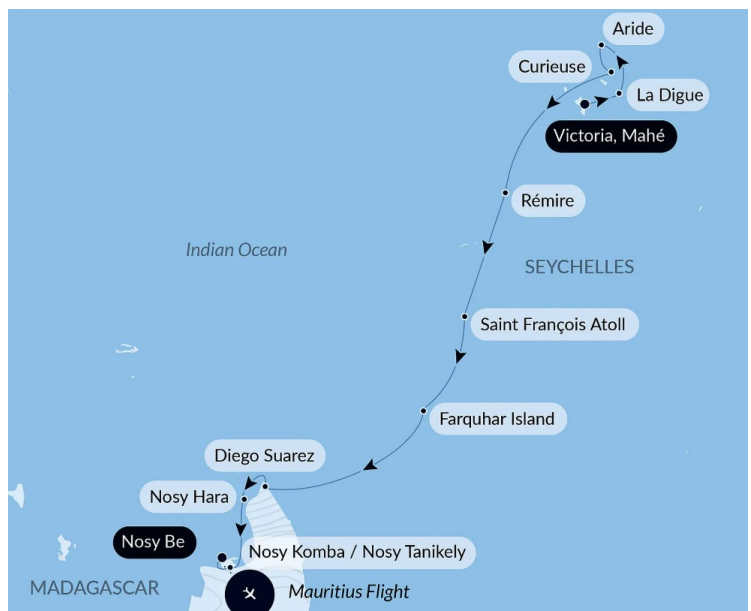 Aride
Curieuse
La Digue
Victoria, Mahé
Rémire
Indian Ocean
SEYCHELLES
Saint François Atoll
Farquhar Island
Diego Suarez
Nosy Hara
Nosy Be
Nosy Komba / Nosy Tanikely
MADAGASCAR
Mauritius Flight